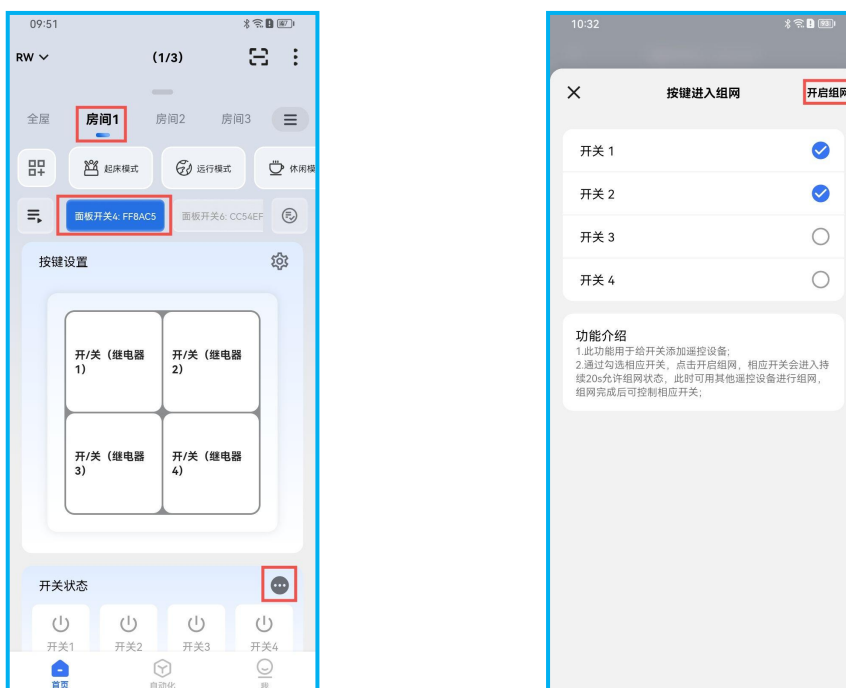 09:51
RW
(1/3)
全屋
房间1
房间2
房间3
起床模式
运行模式
休闲模
面板开关4: FF8AC5
面板开关6: CC54EF
按键设置
开/关（继电器
1）
开/关（继电器
2）
开/关（继电器
3）
开/关（继电器
4）
开关状态
开关1
开关2
开关3
开关4
首页
自动化
我
10:32
按键进入组网
开启组网
开关 1
开关 2
开关 3
开关 4
功能介绍
1.此功能用于给开关添加遥控设备;
2.通过勾选相应开关，点击开启组网，相应开关会进入持
续20s允许组网状态，此时可用其他遥控设备进行组网，
组网完成后可控制相应开关;